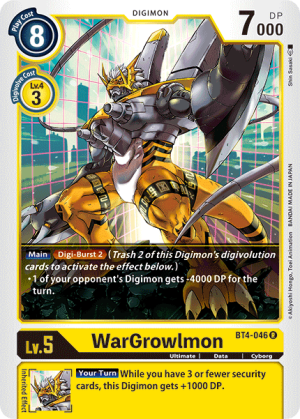 DIGIMON
Play Cost
8
7000
DP
Digivolve Cost
Lv.4
3
Shin Sasaki
©Akiyoshi Hongo, Toei Animation BANDAI MADE IN JAPAN
Main Digi-Burst 2 (Trash 2 of this Digimon's digivolution
cards to activate the effect below.)
•1 of your opponent's Digimon gets -4000 DP for the
turn.
BT4-046 R
Lv.5
WarGrowlmon
Ultimate | Data | Cyborg
Inherited Effect
Your Turn While you have 3 or fewer
security cards, this Digimon gets +1000 DP.